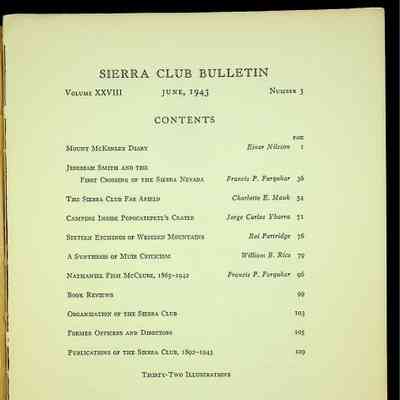 SIERRA CLUB BULLETIN
VOLUME XXVIII JUNE, 1943 NUMBER 3
CONTENTS
PAGE
MOUNT MCKINLEY DIARY Einar Nilsson 1
JEDEDIAH SMITH AND THE
FIRST CROSSING OF THE SIERRA NEVADA Francis P. Farquhar 36
THE SIERRA CLUB FAR AFIELD Charlotte E. Mauk 54
CAMPING INSIDE POPOCATEPETL'S CRATER Jorge Carlos Ybarra 71
SIXTEEN ETCHINGS OF WESTERN MOUNTAINS Roi Partridge 76
A SYNTHESIS OF MUIR CRITICISM William B. Rice 79
NATHANIEL FISH MCCLURE, 1865–1942 Francis P. Farquhar 96
BOOK REVIEWS 99
ORGANIZATION OF THE SIERRA CLUB 103
FORMER OFFICERS AND DIRECTORS 105
PUBLICATIONS OF THE SIERRA CLUB, 1892–1943 109
THIRTY-TWO ILLUSTRATIONS